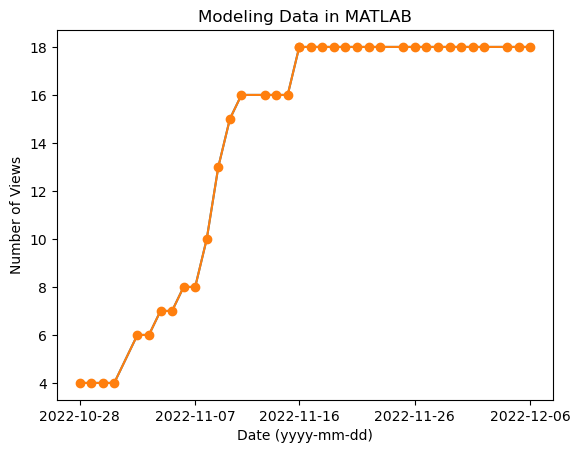 Modeling Data in MATLAB
18
16
14
12
10
8
6
4
Number of Views
2022-10-28 2022-11-07 2022-11-16 2022-11-26 2022-12-06
Date (yyyy-mm-dd)